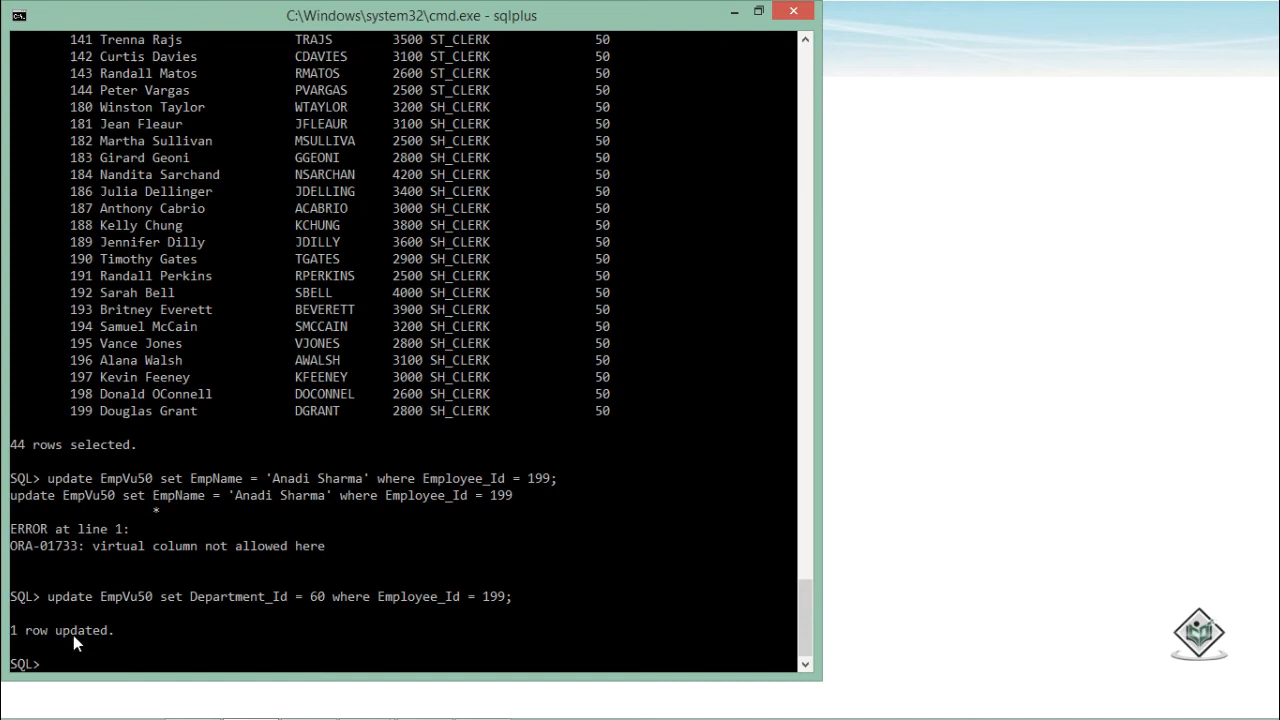 C:\Windows\system32\cmd.exe - sqlplus
141 Trenna Rajs TRAJS 3500 ST_CLERK 50
142 Curtis Davies CDAVIES 3100 ST_CLERK 50
143 Randall Matos RMATOS 2600 ST_CLERK 50
144 Peter Vargas PVARGAS 2500 ST_CLERK 50
180 Winston Taylor WTAYLOR 3200 SH_CLERK 50
181 Jean Fleaur JFLEAUR 3100 SH_CLERK 50
182 Martha Sullivan MSULLIVA 2500 SH_CLERK 50
183 Girard Geoni GGEONI 2800 SH_CLERK 50
184 Nandita Sarchand NSARCHAN 4200 SH_CLERK 50
186 Julia Dellinger JDELLING 3400 SH_CLERK 50
187 Anthony Cabrio ACABRIO 3000 SH_CLERK 50
188 Kelly Chung KCHUNG 3800 SH_CLERK 50
189 Jennifer Dilly JDILLY 3600 SH_CLERK 50
190 Timothy Gates TGATES 2900 SH_CLERK 50
191 Randall Perkins RPERKINS 2500 SH_CLERK 50
192 Sarah Bell SBELL 4000 SH_CLERK 50
193 Britney Everett BEVERETT 3900 SH_CLERK 50
194 Samuel McCain SMCCAIN 3200 SH_CLERK 50
195 Vance Jones VJONES 2800 SH_CLERK 50
196 Alana Walsh AWALSH 3100 SH_CLERK 50
197 Kevin Feeney KFEENEY 3000 SH_CLERK 50
198 Donald OConnell DOCONNEL 2600 SH_CLERK 50
199 Douglas Grant DGRANT 2800 SH_CLERK 50
44 rows selected.
SQL> update EmpVu50 set EmpName = 'Anadi Sharma' where Employee_Id = 199;
update EmpVu50 set EmpName = 'Anadi Sharma' where Employee_Id = 199
*
ERROR at line 1:
ORA-01733: virtual column not allowed here
SQL> update EmpVu50 set Department_Id = 60 where Employee_Id = 199;
1 row updated.
SQL>